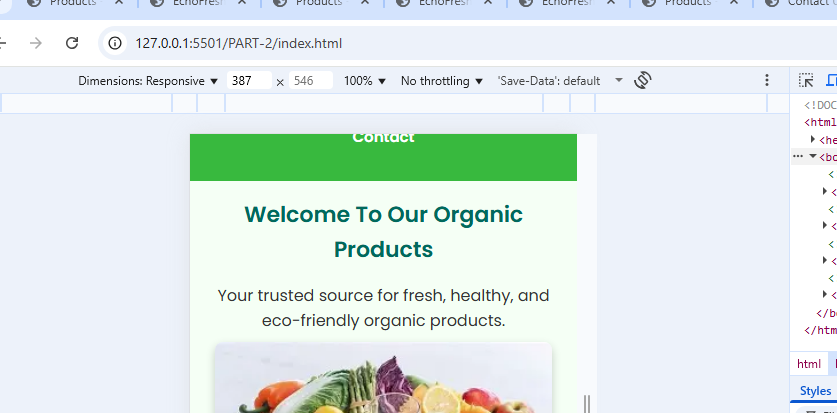 Products
EchoFresh
Products
EchoFresh
EchoFresh
Products
Contact
127.0.0.1:5501/PART-2/index.html
Dimensions: Responsive 387 × 546 100% No throttling 'Save-Data': default
<!DOC
<html
<he
<bo
<
<
<
<
<
<
<
<
</bo
</htm
html
Styles
Contact
Welcome To Our Organic
Products
Your trusted source for fresh, healthy, and
eco-friendly organic products.